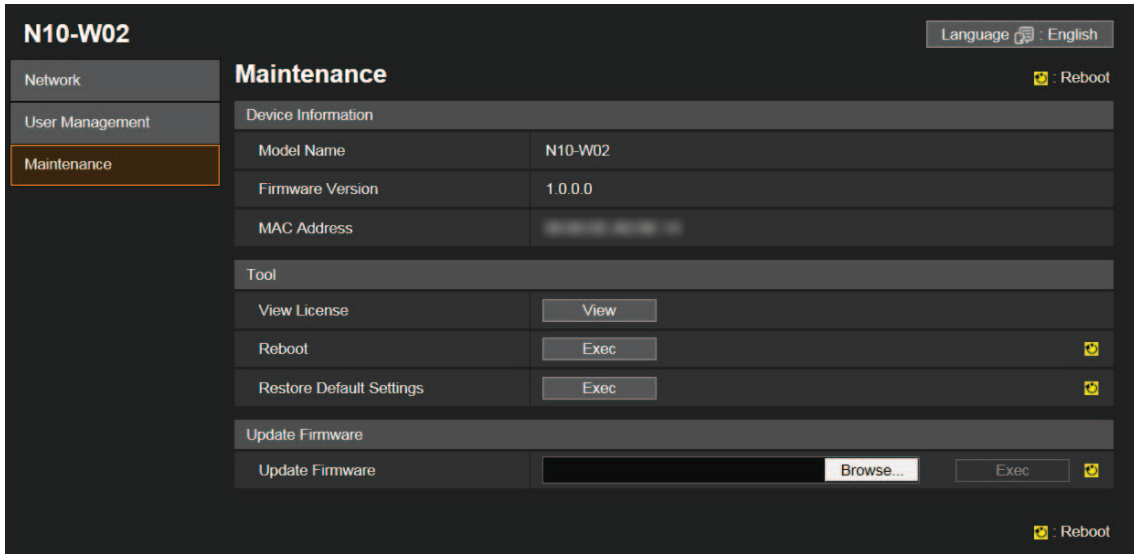 N10-W02
Language : English
Network
User Management
Maintenance
Maintenance
: Reboot
Device Information
Model Name N10-W02
Firmware Version 1.0.0.0
MAC Address
Tool
View License View
Reboot Exec
Restore Default Settings Exec
Update Firmware
Update Firmware Browse... Exec
: Reboot